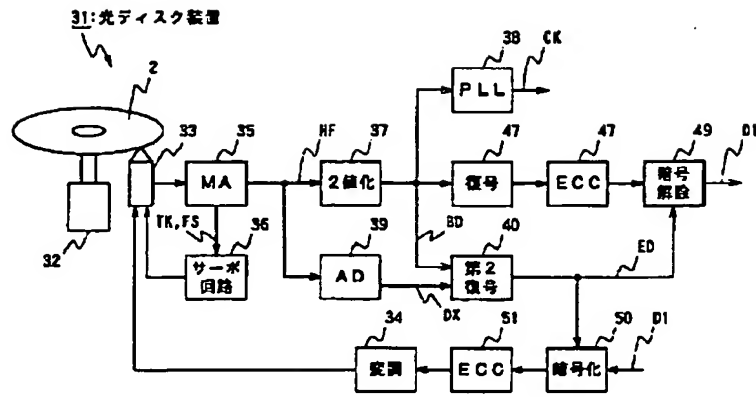 31:光ディスク装置
38
CK
2
33
35
HF
37
PLL
47
47
49
D1
MA
2値化
復号
ECC
暗号
解除
TK,FS
36
39
BD
40
ED
32
サーボ
回路
AD
第2
復号
DX
34
51
50
D1
変調
ECC
暗号化